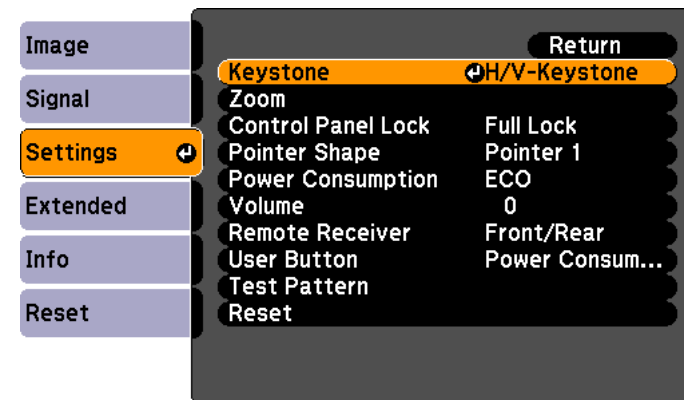 Image
Signal
Settings
Extended
Info
Reset
Return
Keystone H/V-Keystone
Zoom
Control Panel Lock Full Lock
Pointer Shape Pointer 1
Power Consumption ECO
Volume 0
Remote Receiver Front/Rear
User Button Power Consum...
Test Pattern
Reset